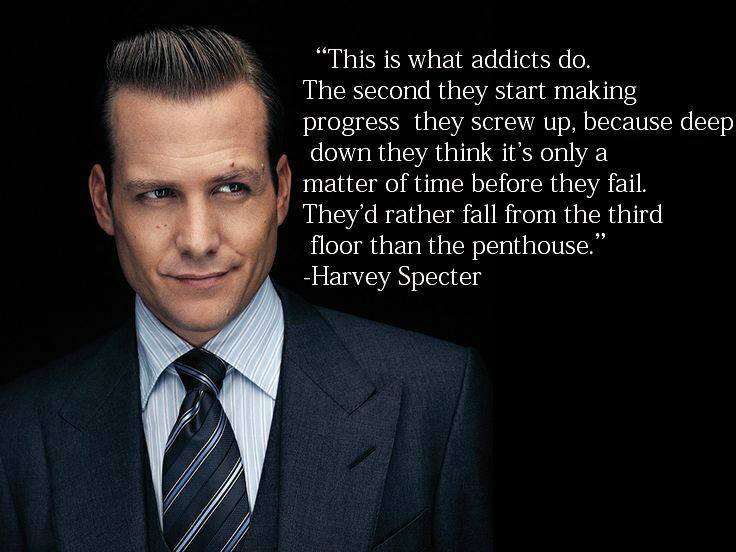 “This is what addicts do.
The second they start making
progress they screw up, because deep
down they think it’s only a
matter of time before they fail.
They’d rather fall from the third
floor than the penthouse.”
-Harvey Specter